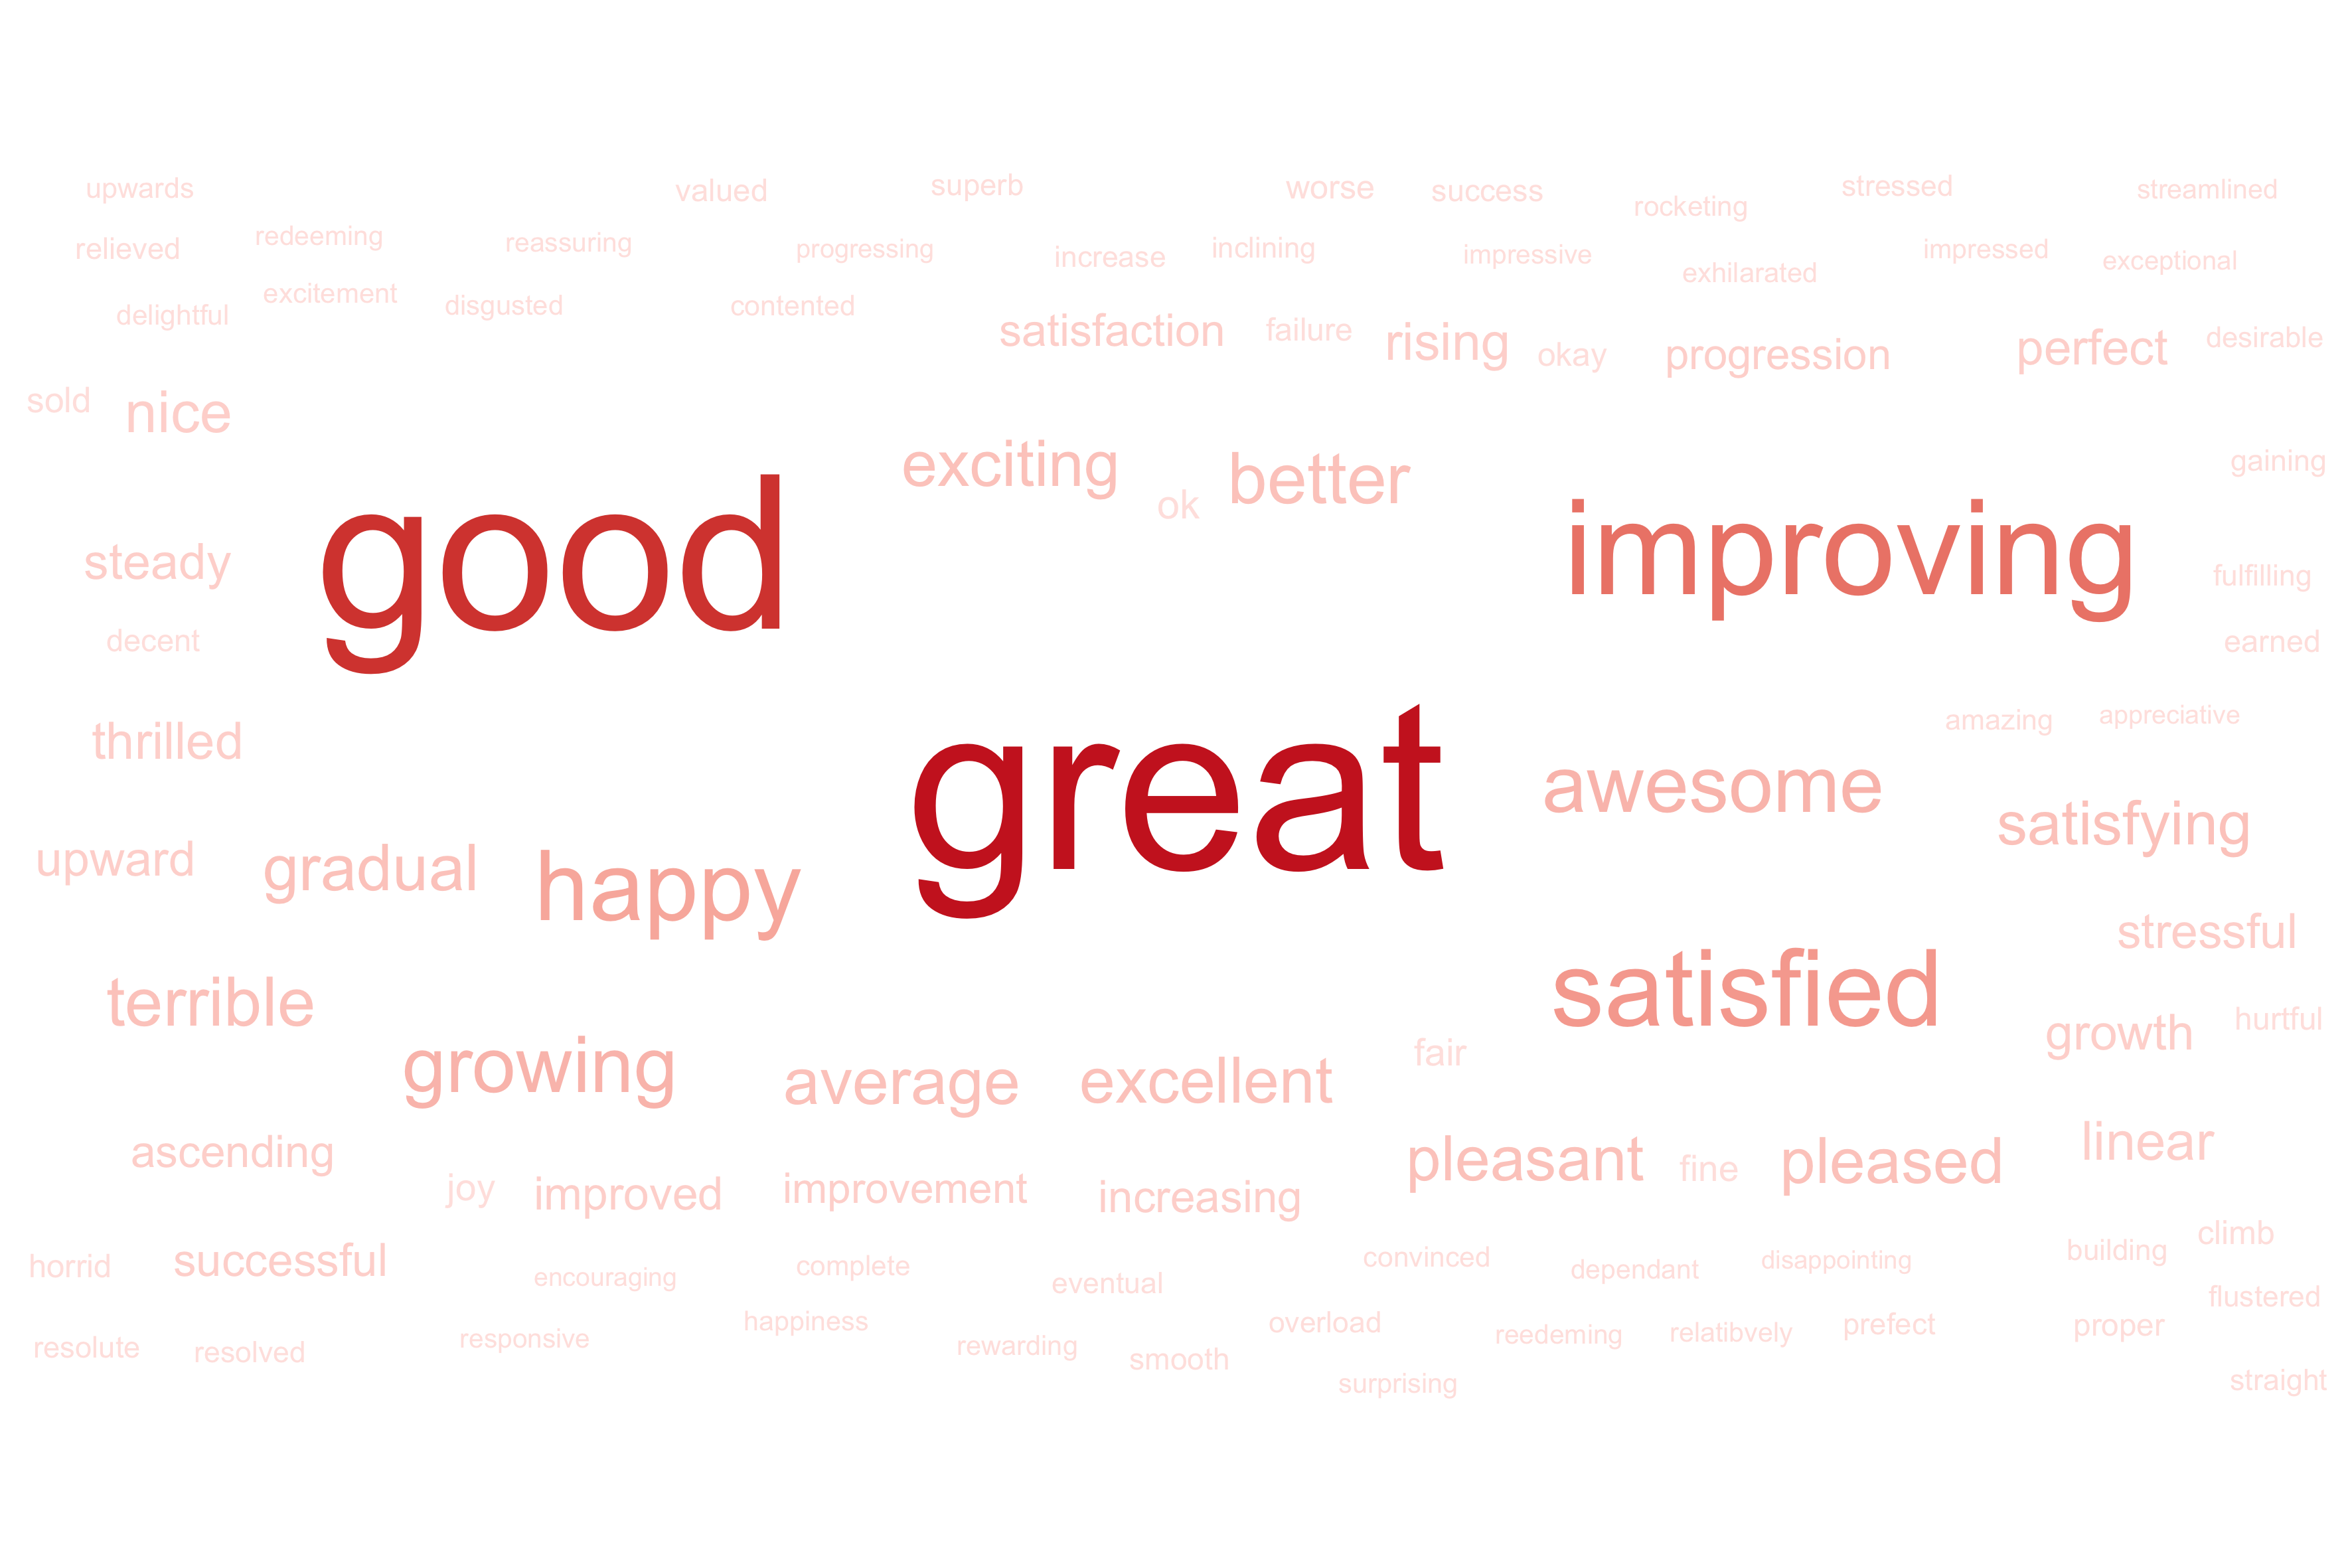 upwards valued superb worse success rocketing stressed streamlined
relieved redeeming reassuring progressing increase inclining impressive exhilarated impressed exceptional
delightful excitement disgusted contented satisfaction failure rising okay progression perfect desirable
sold nice exciting ok better gaining
steady good improving fulfilling
decent earned
thrilled great amazing appreciative
awesome satisfying
upward gradual happy stressful
terrible satisfied growth hurtful
growing average excellent fair
ascending pleasant fine pleased linear
joy improved improvement increasing
horrid successful encouraging complete eventual convinced dependant disappointing building climb
resolute resolved responsive happiness rewarding smooth overload reedeming relatibvely prefect proper flustered
surprising straight